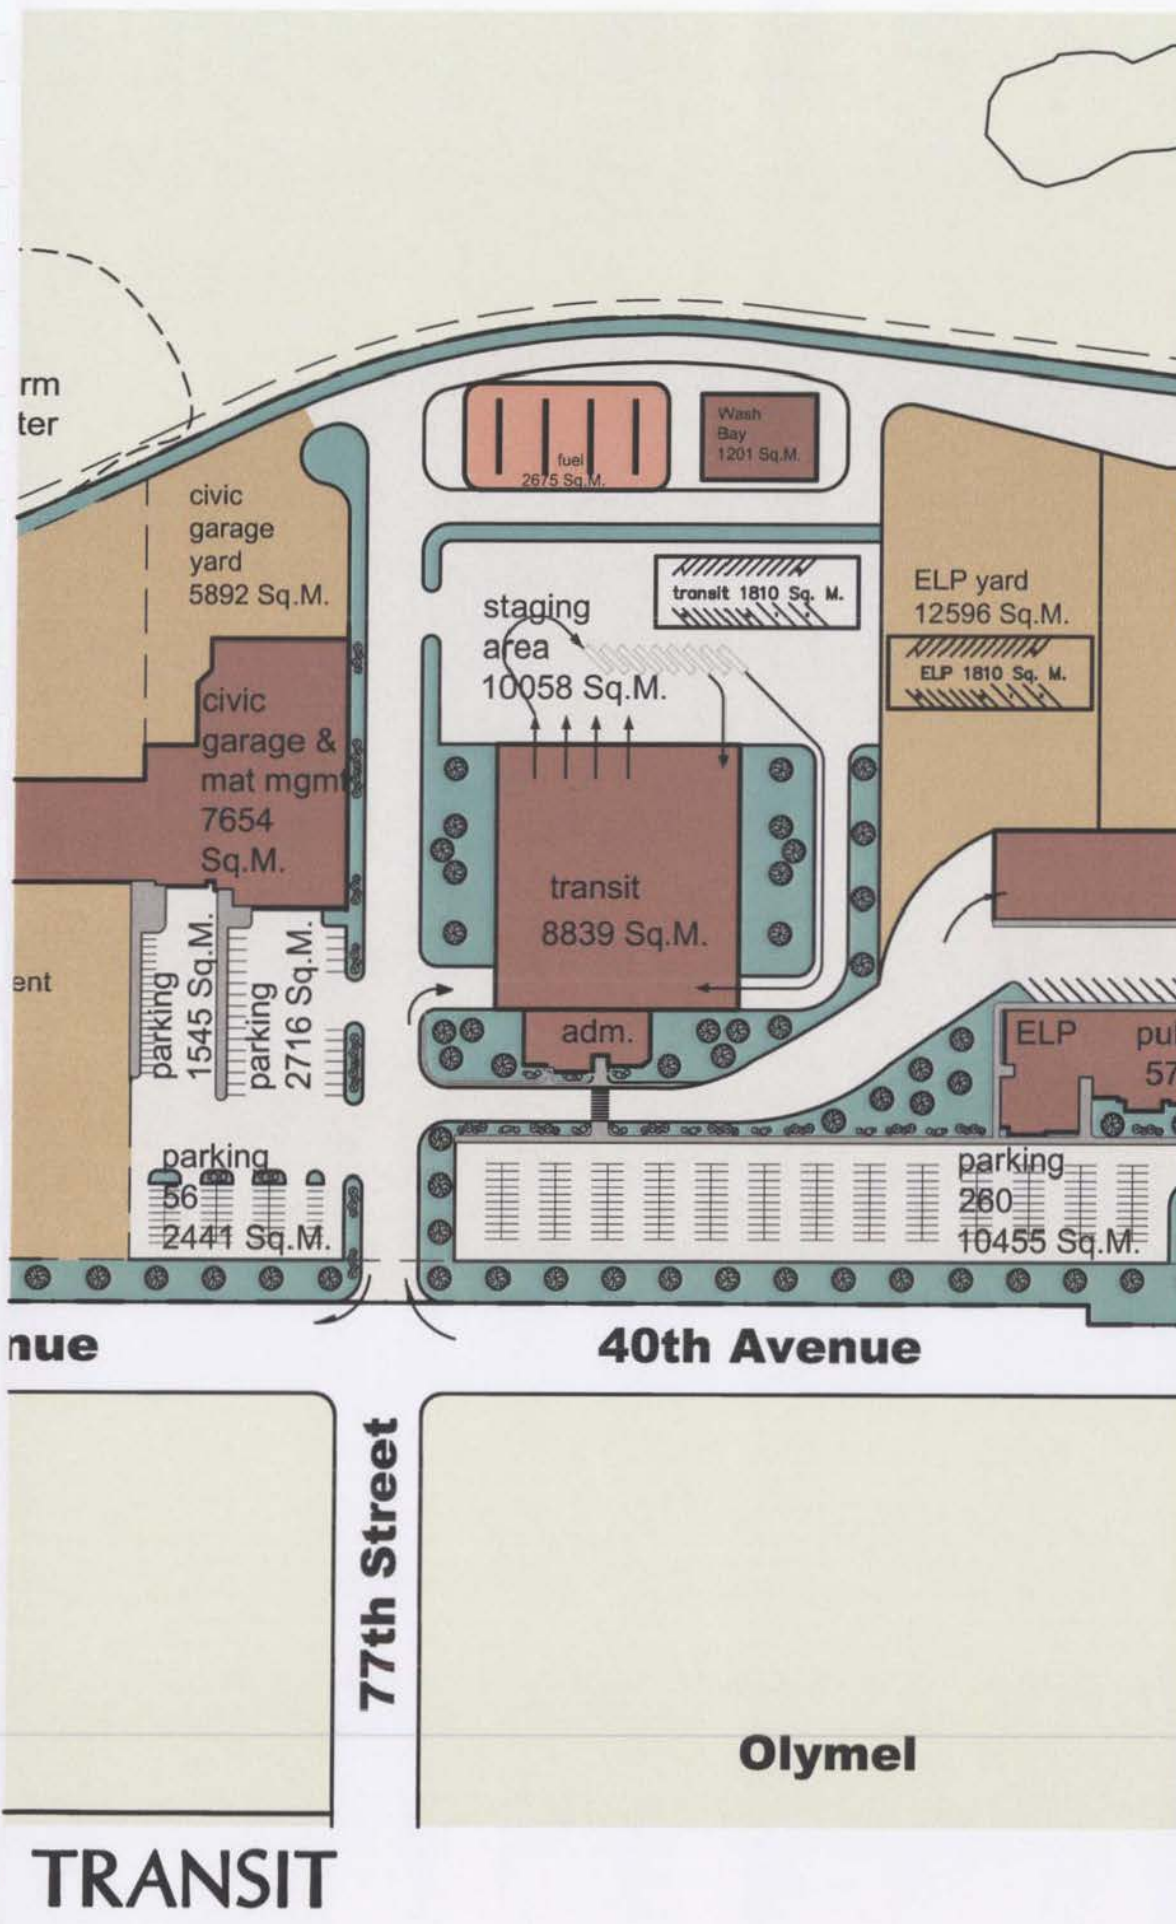 rm
ter
Wash
Bay
1201 Sq.M.
fuel
2675 Sq.M.
civic
garage
yard
5892 Sq.M.
staging
area
10058 Sq.M.
transit 1810 Sq. M.
ELP yard
12596 Sq.M.
ELP 1810 Sq. M.
civic
garage &
mat mgmt
7654
Sq.M.
transit
8839 Sq.M.
ent
parking
1545 Sq.M.
parking
2716 Sq.M.
adm.
ELP
pu
57
parking
56
2441 Sq.M.
parking
260
10455 Sq.M.
nue
40th Avenue
77th Street
Olymel
TRANSIT